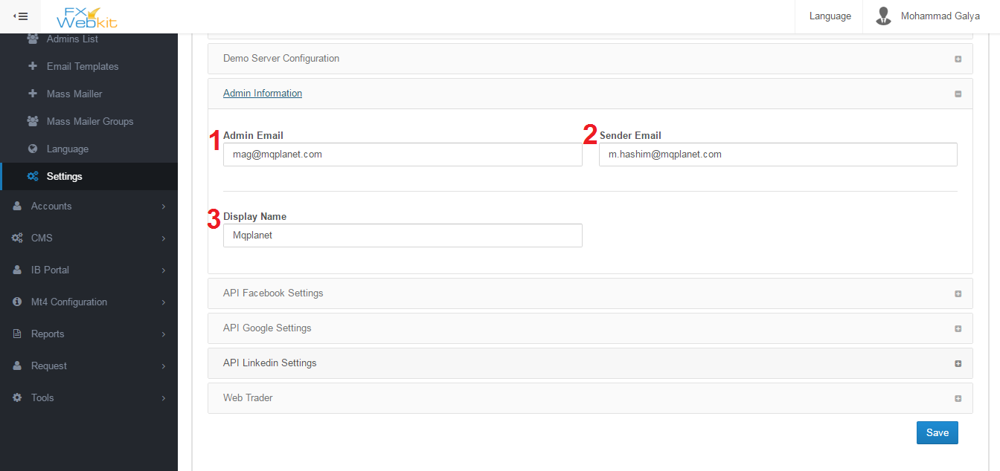 FX
Webkit
Language
Mohammad Galya
Admins List
Email Templates
Mass Mailler
Mass Mailer Groups
Language
Settings
Accounts
CMS
IB Portal
Mt4 Configuration
Reports
Request
Tools
Demo Server Configuration
Admin Information
1 Admin Email
mag@mqplanet.com
2 Sender Email
m.hashim@mqplanet.com
3 Display Name
Mqplanet
API Facebook Settings
API Google Settings
API Linkedin Settings
Web Trader
Save